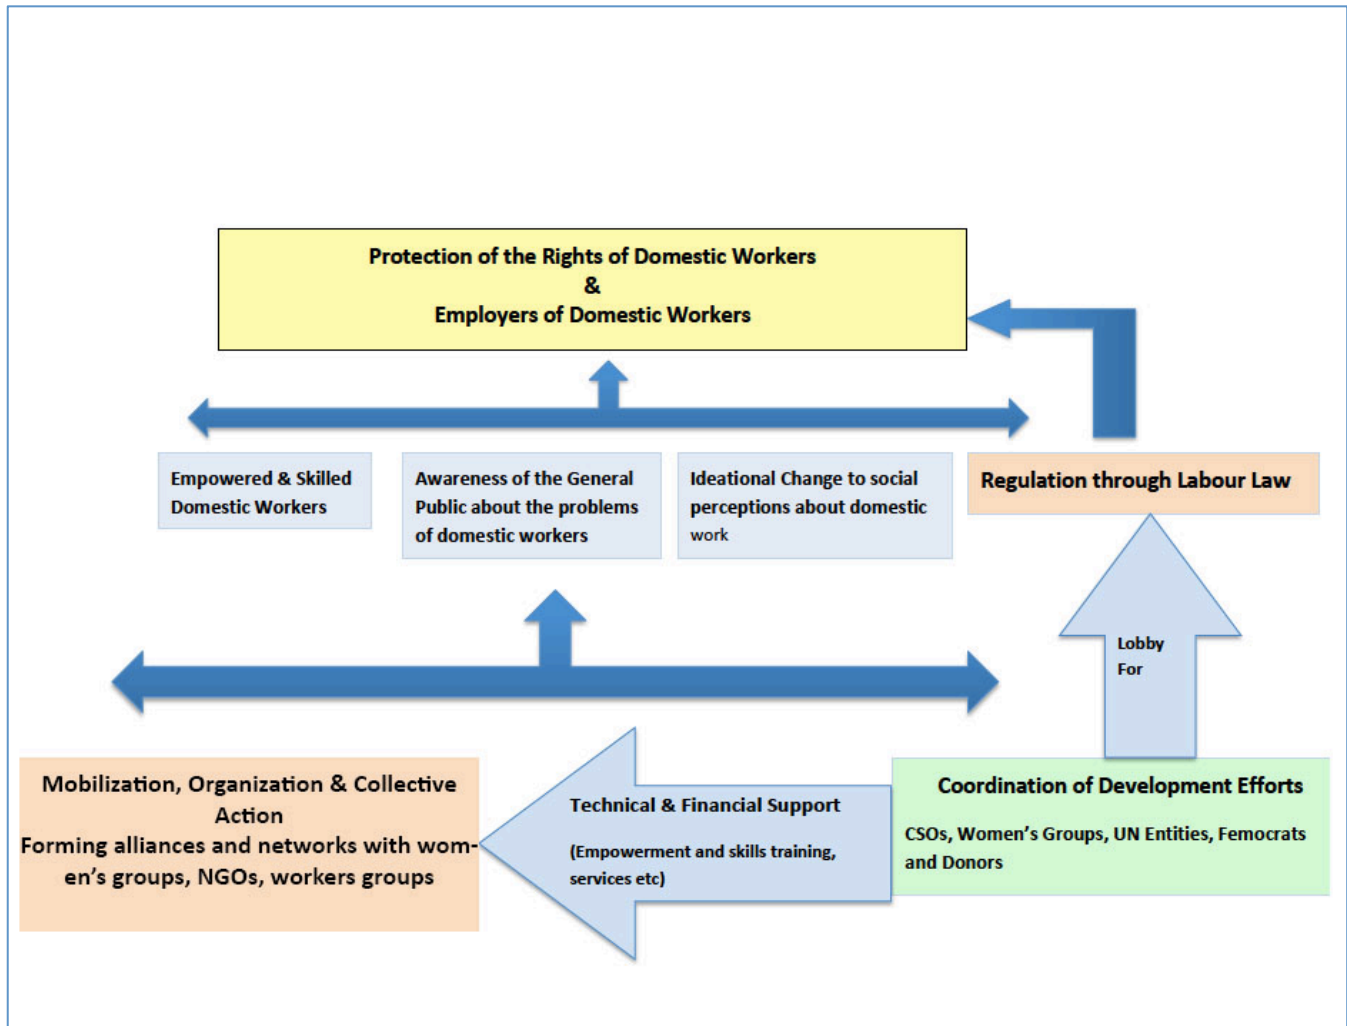 Protection of the Rights of Domestic Workers
&
Employers of Domestic Workers
Empowered & Skilled
Domestic Workers
Awareness of the General
Public about the problems
of domestic workers
Ideational Change to social
perceptions about domestic
work
Regulation through Labour Law
Lobby
For
Mobilization, Organization & Collective
Action
Forming alliances and networks with wom-
en's groups, NGOs, workers groups
Technical & Financial Support
(Empowerment and skills training,
services etc)
Coordination of Development Efforts
CSOs, Women's Groups, UN Entities, Femocrats
and Donors